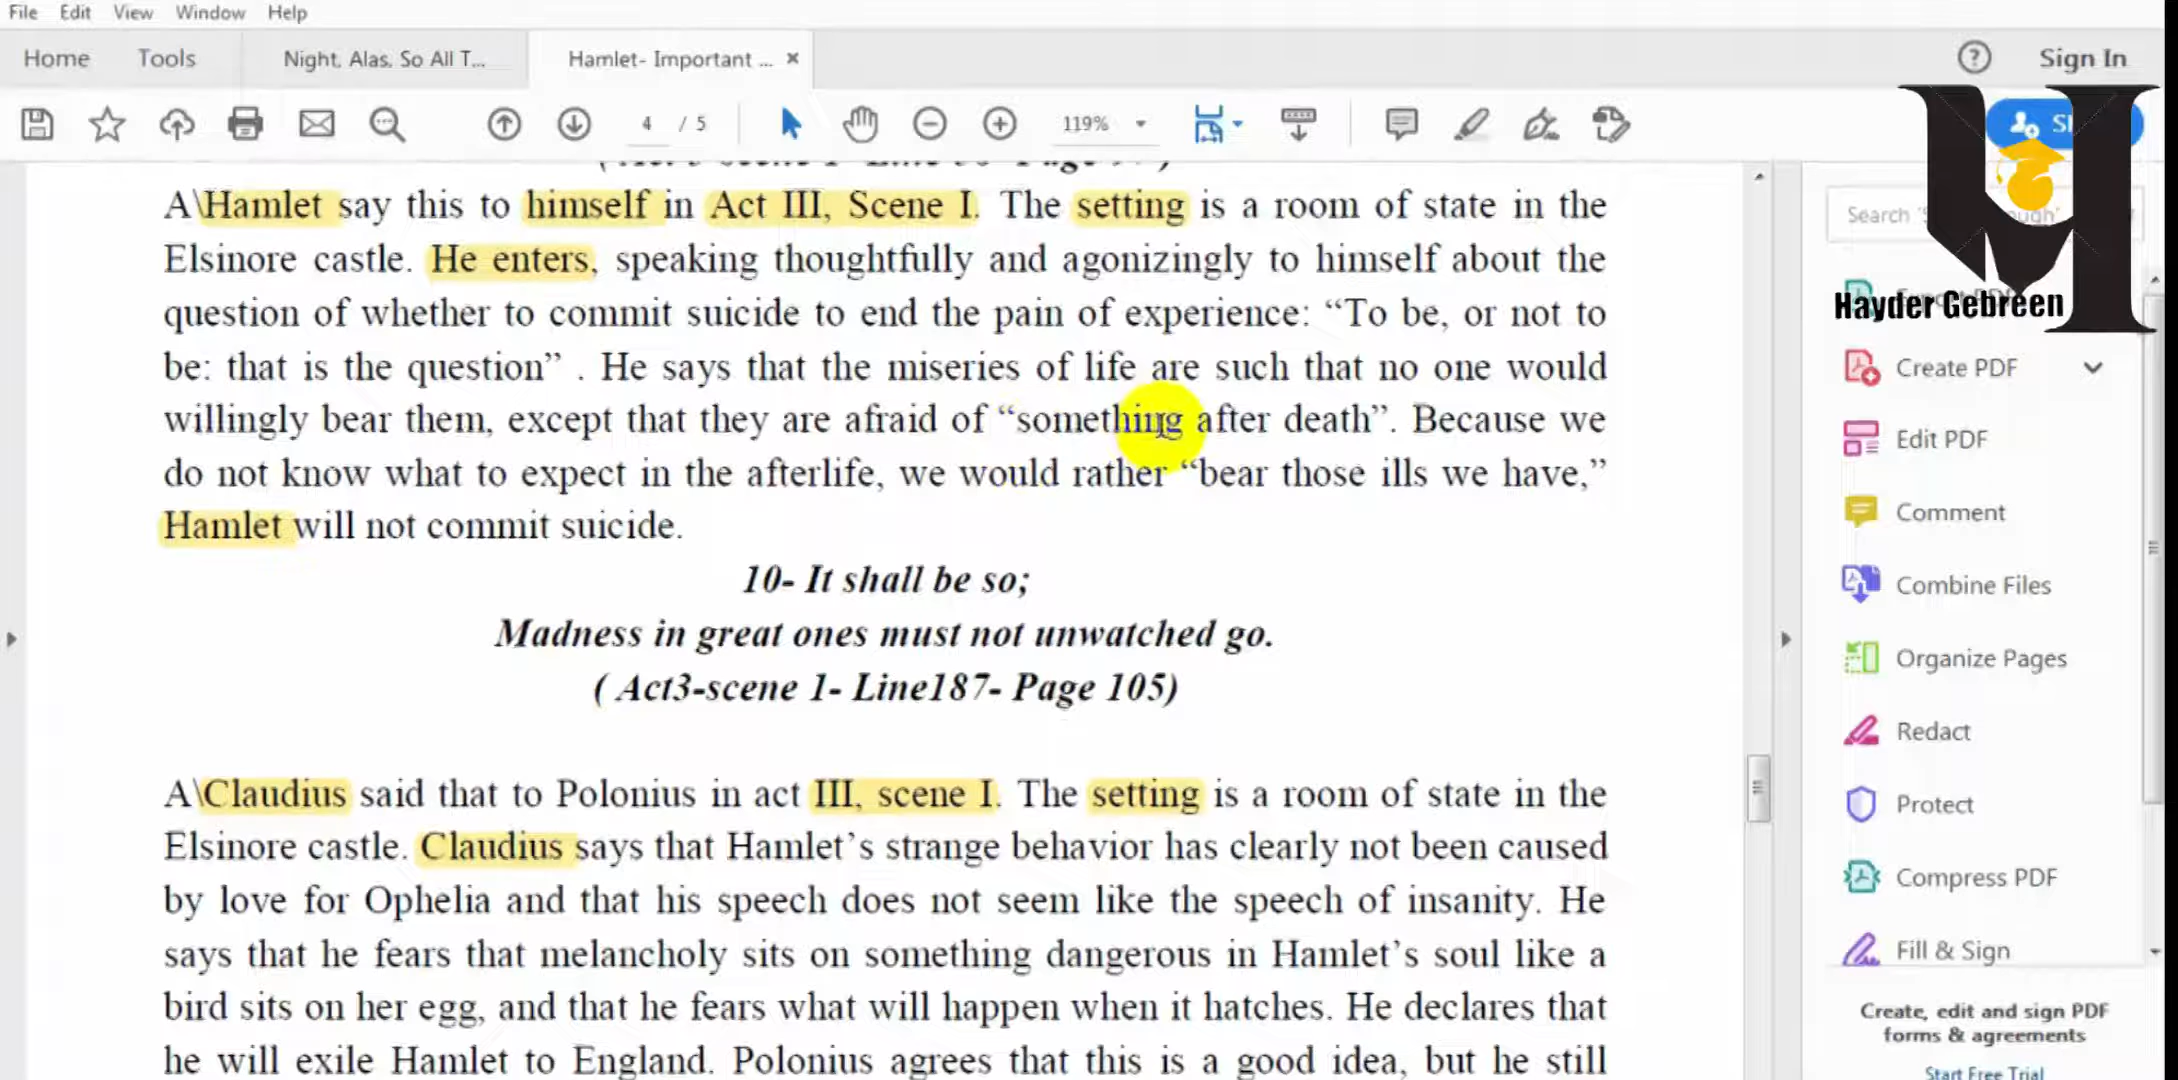 File Edit View Window Help
Home Tools Night, Alas, So All T... Hamlet- Important ... × Sign In
4 / 5 119%
A\Hamlet say this to himself in Act III, Scene I. The setting is a room of state in the
Elsinore castle. He enters, speaking thoughtfully and agonizingly to himself about the
question of whether to commit suicide to end the pain of experience: “To be, or not to
be: that is the question” . He says that the miseries of life are such that no one would
willingly bear them, except that they are afraid of “something after death”. Because we
do not know what to expect in the afterlife, we would rather “bear those ills we have,”
Hamlet will not commit suicide.
10- It shall be so;
Madness in great ones must not unwatched go.
( Act3-scene 1- Line187- Page 105)
A\Claudius said that to Polonius in act III, scene I. The setting is a room of state in the
Elsinore castle. Claudius says that Hamlet’s strange behavior has clearly not been caused
by love for Ophelia and that his speech does not seem like the speech of insanity. He
says that he fears that melancholy sits on something dangerous in Hamlet’s soul like a
bird sits on her egg, and that he fears what will happen when it hatches. He declares that
he will exile Hamlet to England. Polonius agrees that this is a good idea, but he still
Search
Hayder Gebreen
Create PDF
Edit PDF
Comment
Combine Files
Organize Pages
Redact
Protect
Compress PDF
Fill & Sign
Create, edit and sign PDF
forms & agreements
Start Free Trial